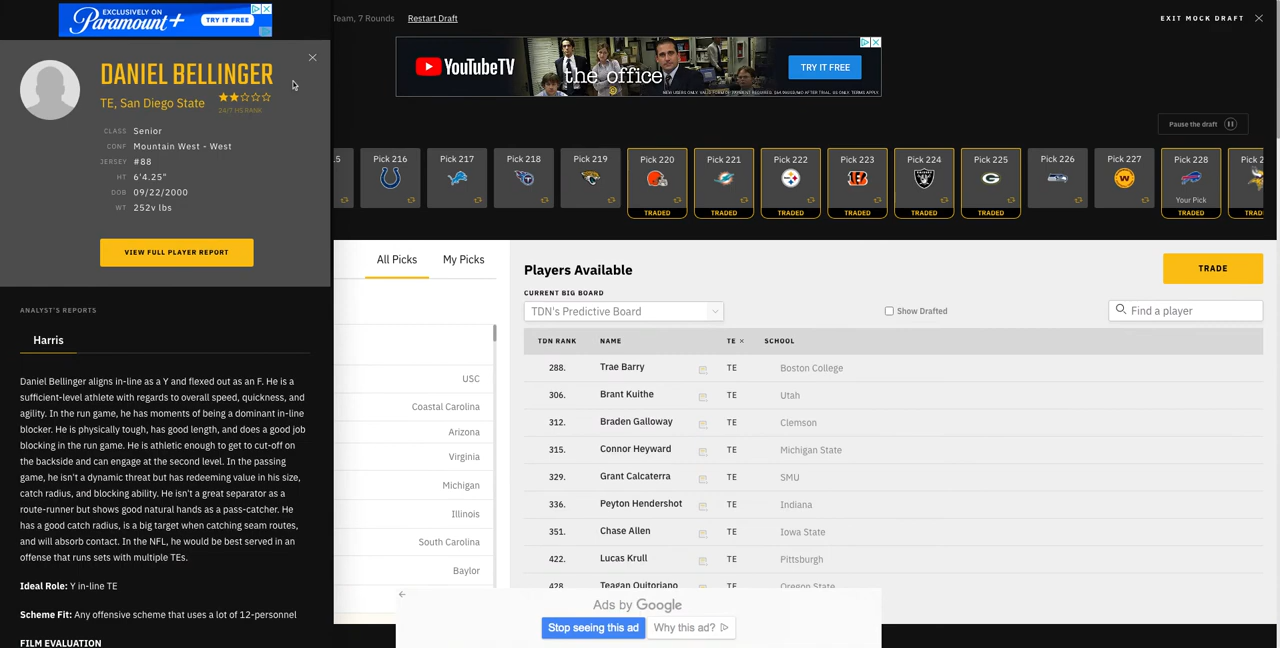 EXCLUSIVELY ON
Paramount+
TRY IT FREE
Team, 7 Rounds
Restart Draft
EXIT MOCK DRAFT
YouTubeTV
the office
TRY IT FREE
DANIEL BELLINGER
TE, San Diego State
24/7 HS RANK
CLASS Senior
CONF Mountain West - West
JERSEY #88
HT 6'4.25"
DOB 09/22/2000
WT 252v lbs
VIEW FULL PLAYER REPORT
Pause the draft
Pick 216
Pick 217
Pick 218
Pick 219
Pick 220
TRADED
Pick 221
TRADED
Pick 222
TRADED
Pick 223
TRADED
Pick 224
TRADED
Pick 225
TRADED
Pick 226
Pick 227
Pick 228
Your Pick
TRADED
ANALYST'S REPORTS
Harris
Daniel Bellinger aligns in-line as a Y and flexed out as an F. He is a
sufficient-level athlete with regards to overall speed, quickness, and
agility. In the run game, he has moments of being a dominant in-line
blocker. He is physically tough, has good length, and does a good job
blocking in the run game. He is athletic enough to get to cut-off on
the backside and can engage at the second level. In the passing
game, he isn't a dynamic threat but has redeeming value in his size,
catch radius, and blocking ability. He isn't a great separator as a
route-runner but shows good natural hands as a pass-catcher. He
has a good catch radius, is a big target when catching seam routes,
and will absorb contact. In the NFL, he would be best served in an
offense that runs sets with multiple TEs.
Ideal Role: Y in-line TE
Scheme Fit: Any offensive scheme that uses a lot of 12-personnel
FILM EVALUATION
All Picks
My Picks
USC
Coastal Carolina
Arizona
Virginia
Michigan
Illinois
South Carolina
Baylor
Players Available
TRADE
CURRENT BIG BOARD
TDN's Predictive Board
Show Drafted
Find a player
TDN RANK NAME TE × SCHOOL
288. Trae Barry TE Boston College
306. Brant Kuithe TE Utah
312. Braden Galloway TE Clemson
315. Connor Heyward TE Michigan State
329. Grant Calcaterra TE SMU
336. Peyton Hendershot TE Indiana
351. Chase Allen TE Iowa State
422. Lucas Krull TE Pittsburgh
428. Teagan Quitoriano TE Oregon State
Ads by Google
Stop seeing this ad
Why this ad?